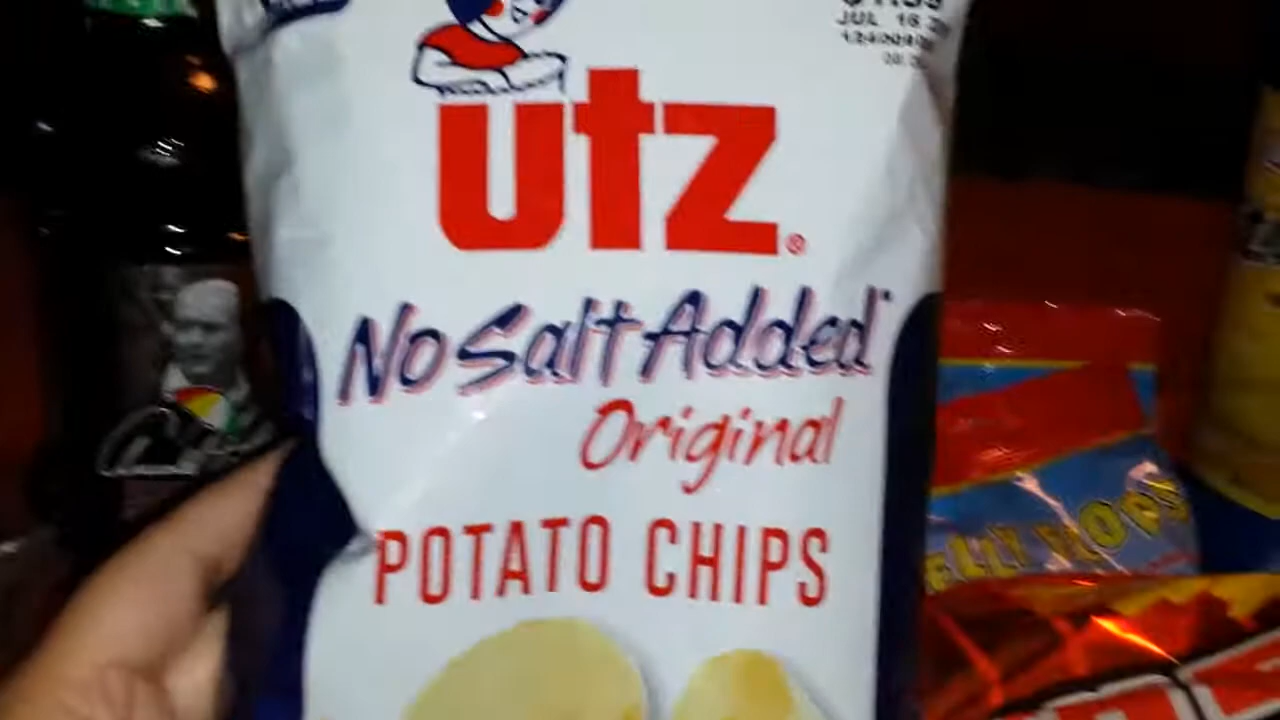 JUL 16
utz®
No Salt Added*
Original
POTATO CHIPS